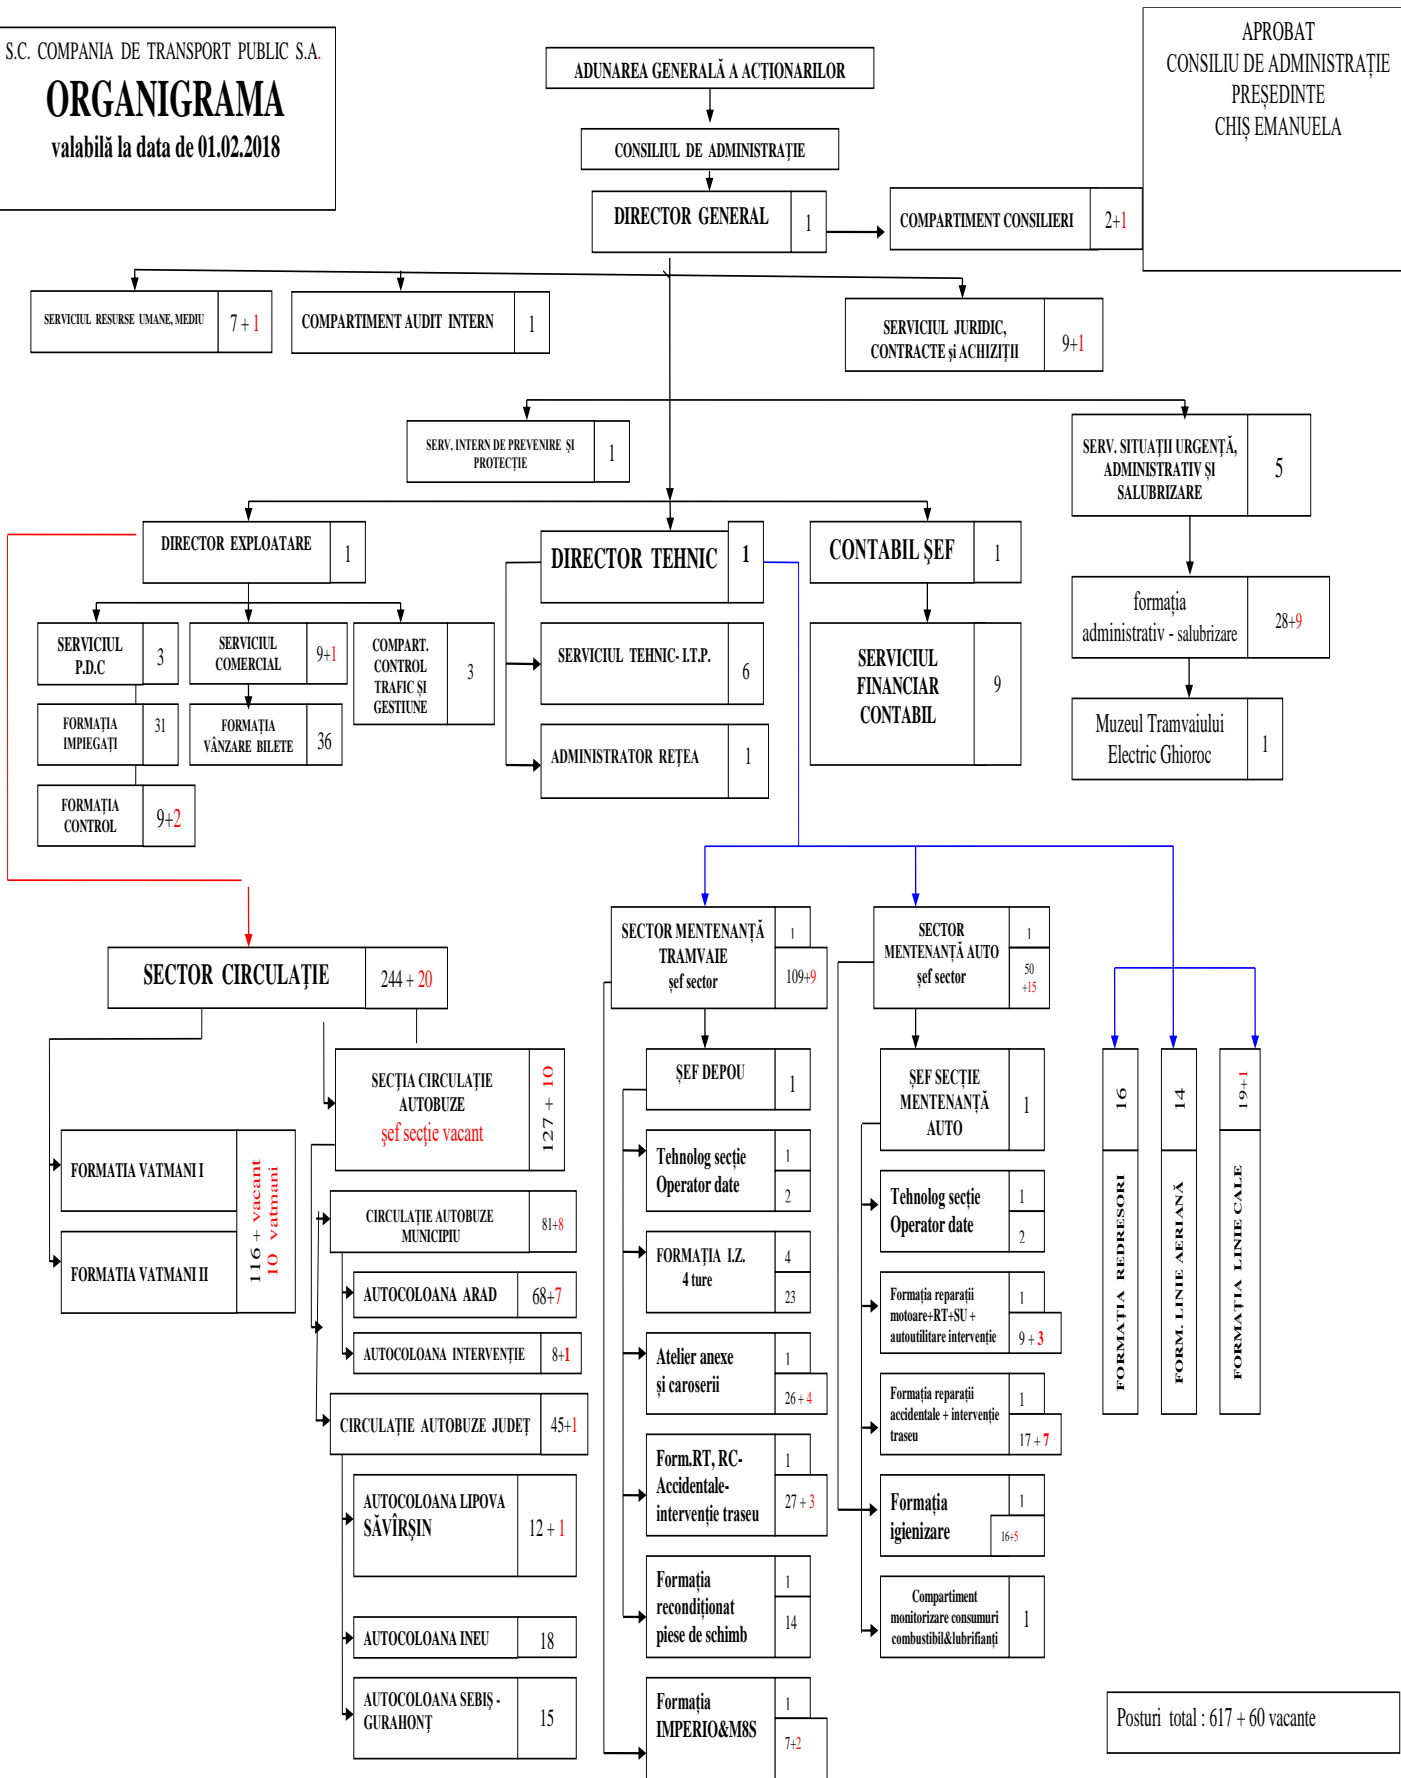 S.C. COMPANIA DE TRANSPORT PUBLIC S.A.
ORGANIGRAMA
valabilă la data de 01.02.2018
APROBAT
CONSILIU DE ADMINISTRAȚIE
PREȘEDINTE
CHIȘ EMANUELA
ADUNAREA GENERALĂ A ACȚIONARILOR
CONSILIUL DE ADMINISTRAȚIE
DIRECTOR GENERAL 1
COMPARTIMENT CONSILIERI 2+1
SERVICIUL RESURSE UMANE, MEDIU 7 + 1
COMPARTIMENT AUDIT INTERN 1
SERVICIUL JURIDIC,
CONTRACTE și ACHIZIȚII 9+1
SERV. INTERN DE PREVENIRE ȘI
PROTECȚIE 1
SERV. SITUAȚII URGENȚĂ,
ADMINISTRATIV ȘI
SALUBRIZARE 5
DIRECTOR EXPLOATARE 1
DIRECTOR TEHNIC 1
CONTABIL ȘEF 1
formația
administrativ - salubrizare 28+9
SERVICIUL
P.D.C 3
SERVICIUL
COMERCIAL 9+1
COMPART.
CONTROL
TRAFIC ȘI
GESTIUNE 3
SERVICIUL TEHNIC- I.T.P. 6
SERVICIUL
FINANCIAR
CONTABIL 9
FORMAȚIA
IMPIEGAȚI 31
FORMAȚIA
VÂNZARE BILETE 36
ADMINISTRATOR REȚEA 1
Muzeul Tramvaiului
Electric Ghioroc 1
FORMAȚIA
CONTROL 9+2
SECTOR CIRCULAȚIE 244 + 20
SECTOR MENTENANȚĂ
TRAMVAIE
șef sector
1
109+9
SECTOR
MENTENANȚĂ AUTO
șef sector
1
50
+15
SECȚIA CIRCULAȚIE
AUTOBUZE
șef secție vacant
127 + 10
FORMATIA VATMANI I
FORMATIA VATMANI II
116 + vacant
10 vatmani
CIRCULAȚIE AUTOBUZE
MUNICIPIU 81+8
AUTOCOLOANA ARAD 68+7
AUTOCOLOANA INTERVENȚIE 8+1
CIRCULAȚIE AUTOBUZE JUDEȚ 45+1
AUTOCOLOANA LIPOVA
SĂVÎRȘIN 12 + 1
AUTOCOLOANA INEU 18
AUTOCOLOANA SEBIȘ -
GURAHONȚ 15
ȘEF DEPOU 1
Tehnolog secție 1
Operator date 2
FORMAȚIA I.Z. 4
4 ture 23
Atelier anexe 1
și caroserii 26 + 4
Form.RT, RC-
Accidentale-
intervenție traseu
1
27 + 3
Formația
recondiționat
piese de schimb
1
14
Formația 1
IMPERIO&M8S 7+2
ȘEF SECȚIE
MENTENANȚĂ
AUTO 1
Tehnolog secție 1
Operator date 2
Formația reparații
motoare+RT+SU +
autoutilitare intervenție
1
9 + 3
Formația reparații
accidentale + intervenție
traseu
1
17 + 7
Formația 1
igienizare 16+5
Compartiment
monitorizare consumuri
combustibil&lubrifianți 1
FORMAȚIA REDRESORI 16
FORM. LINIE AERIANĂ 14
FORMAȚIA LINIE CALE 19+1
Posturi total : 617 + 60 vacante